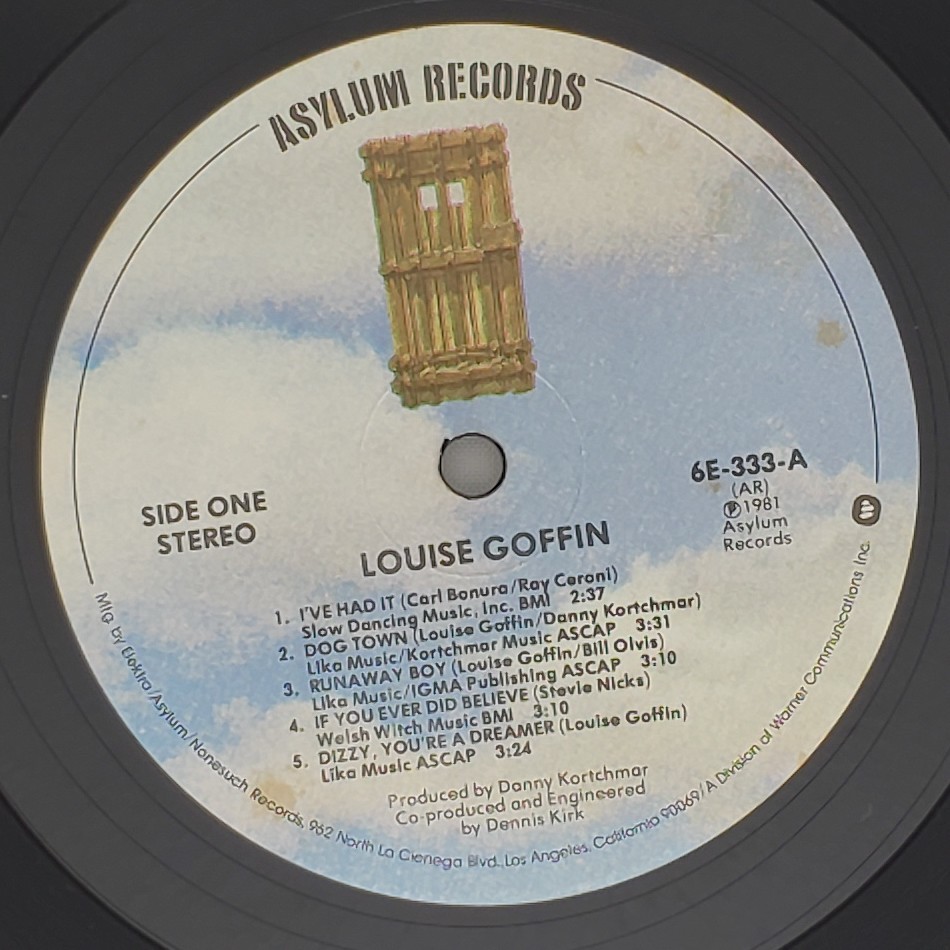 ASYLUM RECORDS
6E-333-A
(AR)
Ⓟ1981
Asylum
Records
SIDE ONE
STEREO
LOUISE GOFFIN
1. I'VE HAD IT (Carl Bonura/Ray Ceroni)
Slow Dancing Music, Inc. BMI 2:37
2. DOG TOWN (Louise Goffin/Danny Kortchmar)
Lika Music/Kortchmar Music ASCAP 3:31
3. RUNAWAY BOY (Louise Goffin/Bill Olvis)
Lika Music/IGMA Publishing ASCAP 3:10
4. IF YOU EVER DID BELIEVE (Stevie Nicks)
Welsh Witch Music BMI 3:10
5. DIZZY, YOU'RE A DREAMER (Louise Goffin)
Lika Music ASCAP 3:24
Produced by Danny Kortchmar
Co-produced and Engineered
by Dennis Kirk
Mfg. by Elektra/Asylum/Nonesuch Records, 962 North La Cienega Blvd., Los Angeles, California 90069/A Division of Warner Communications Inc.